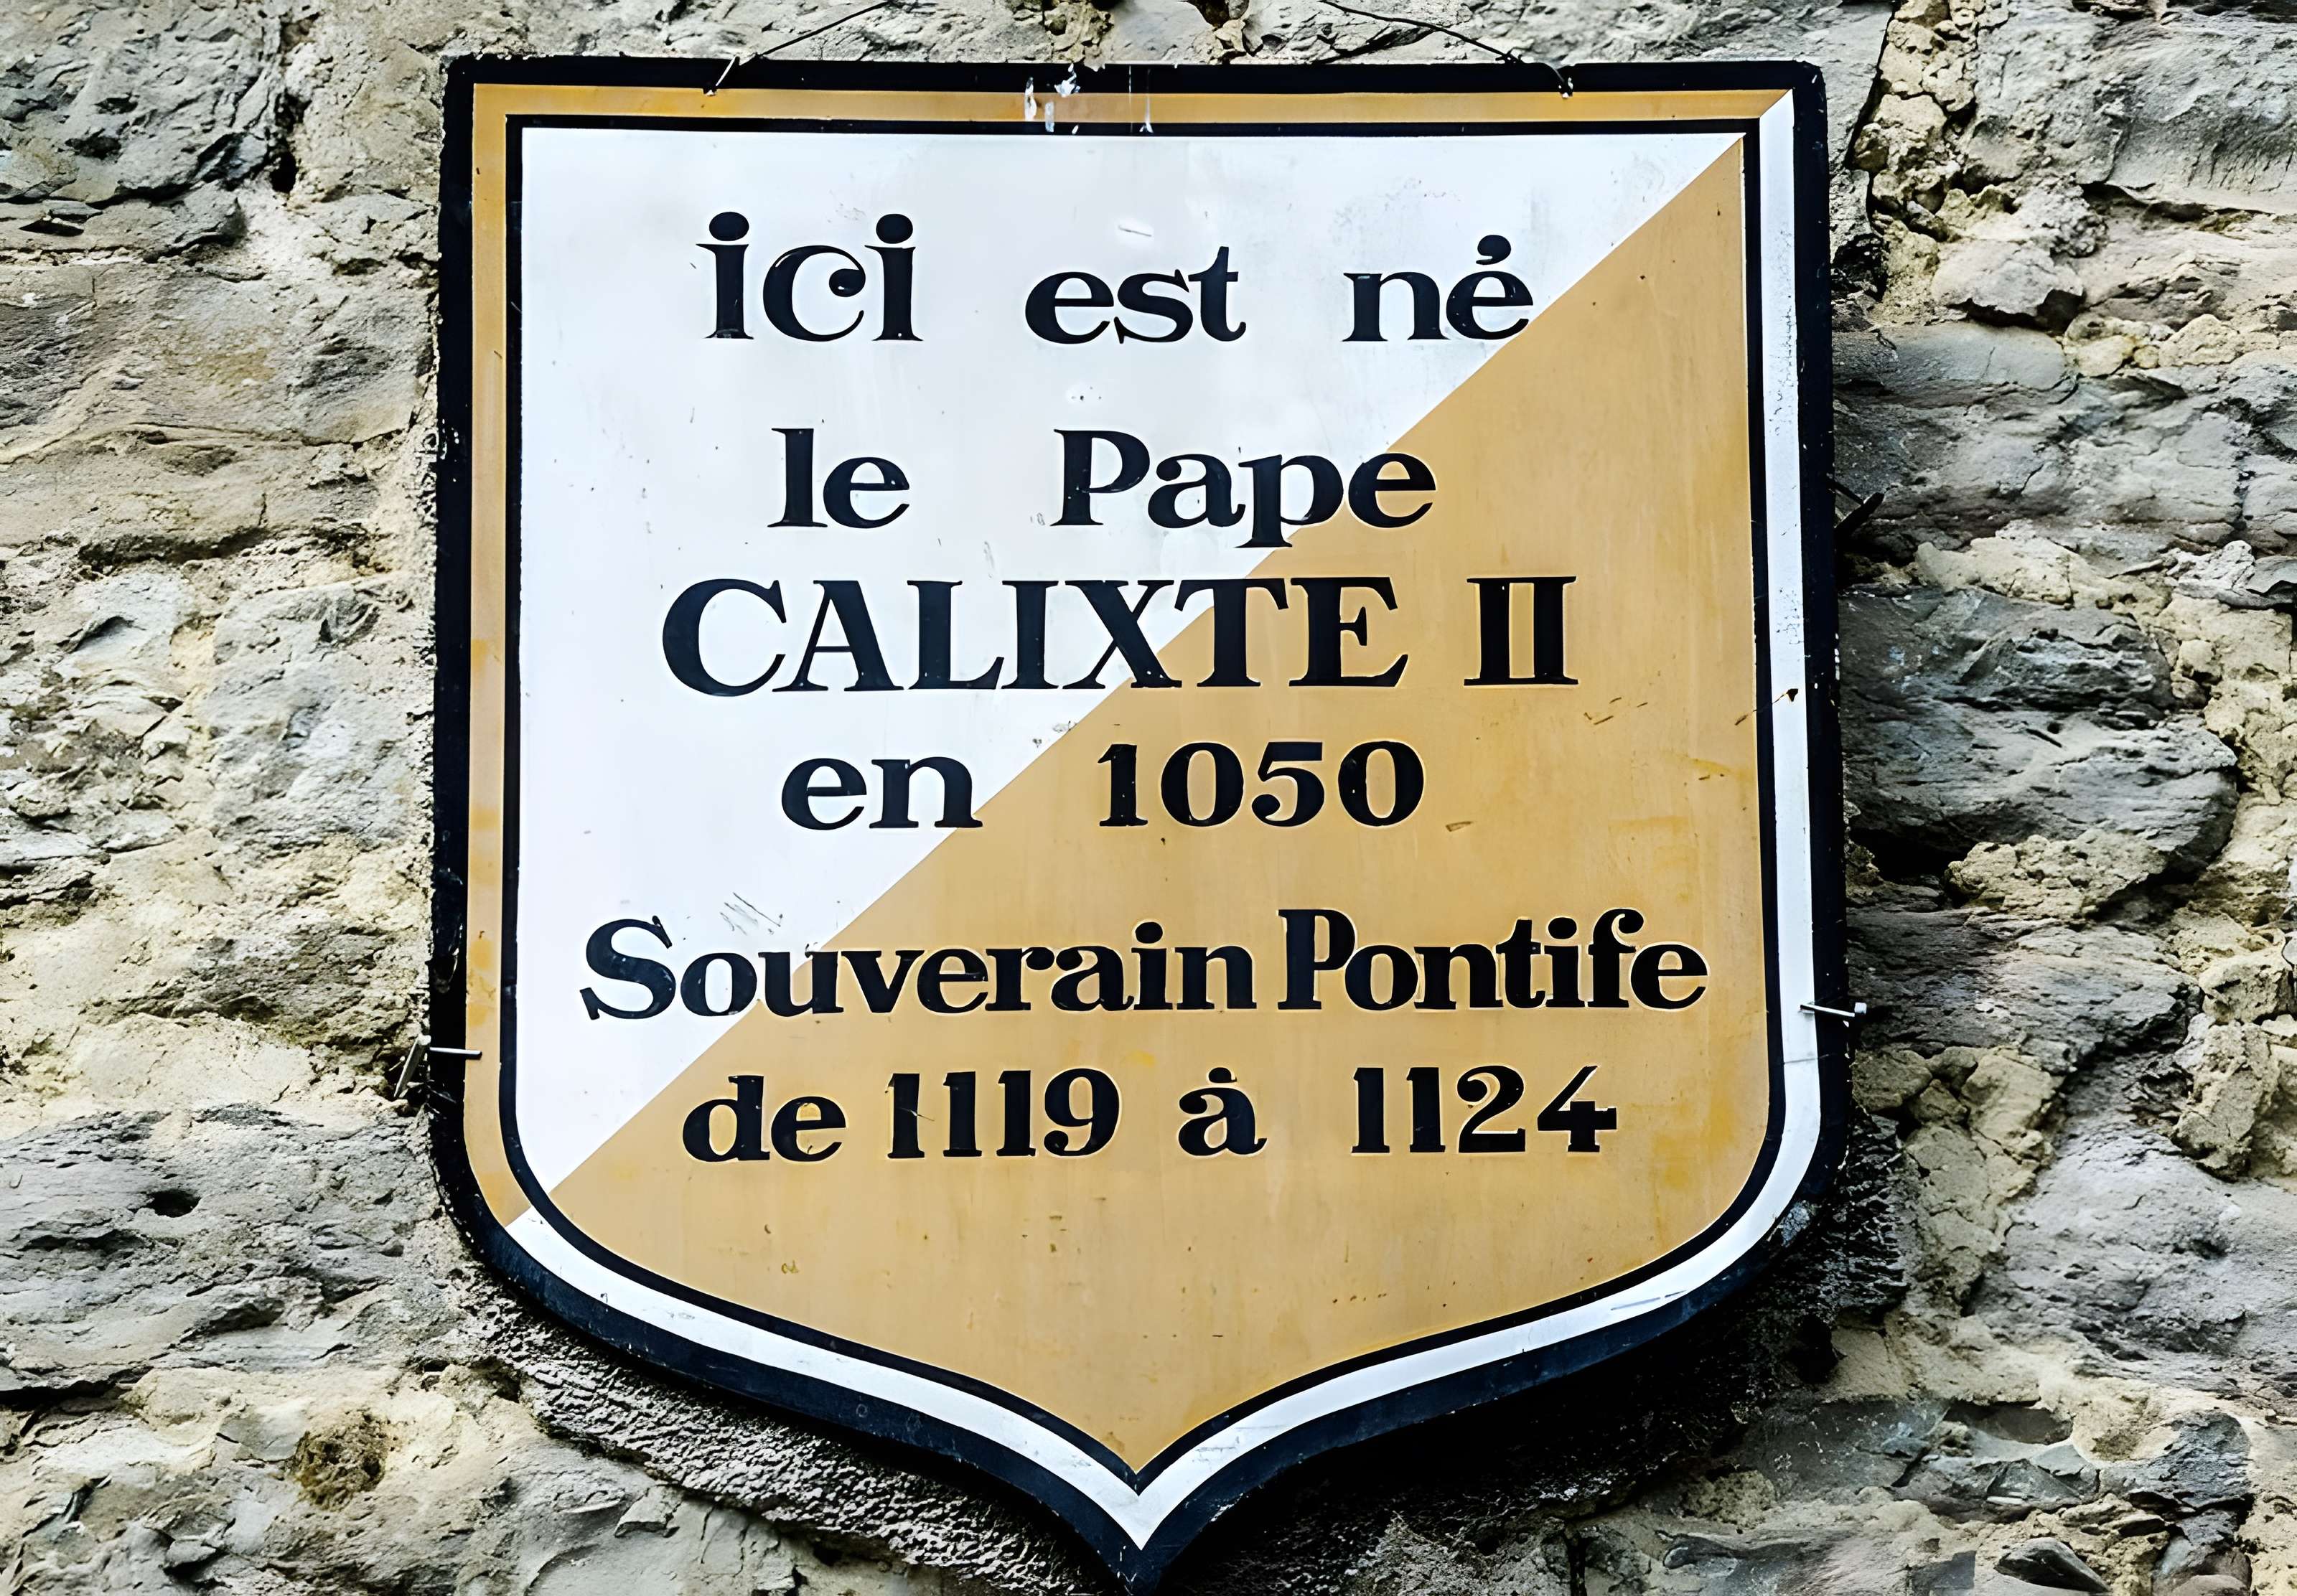 ici est né
le Pape
CALIXTE II
en 1050
Souverain Pontife
de 1119 à 1124